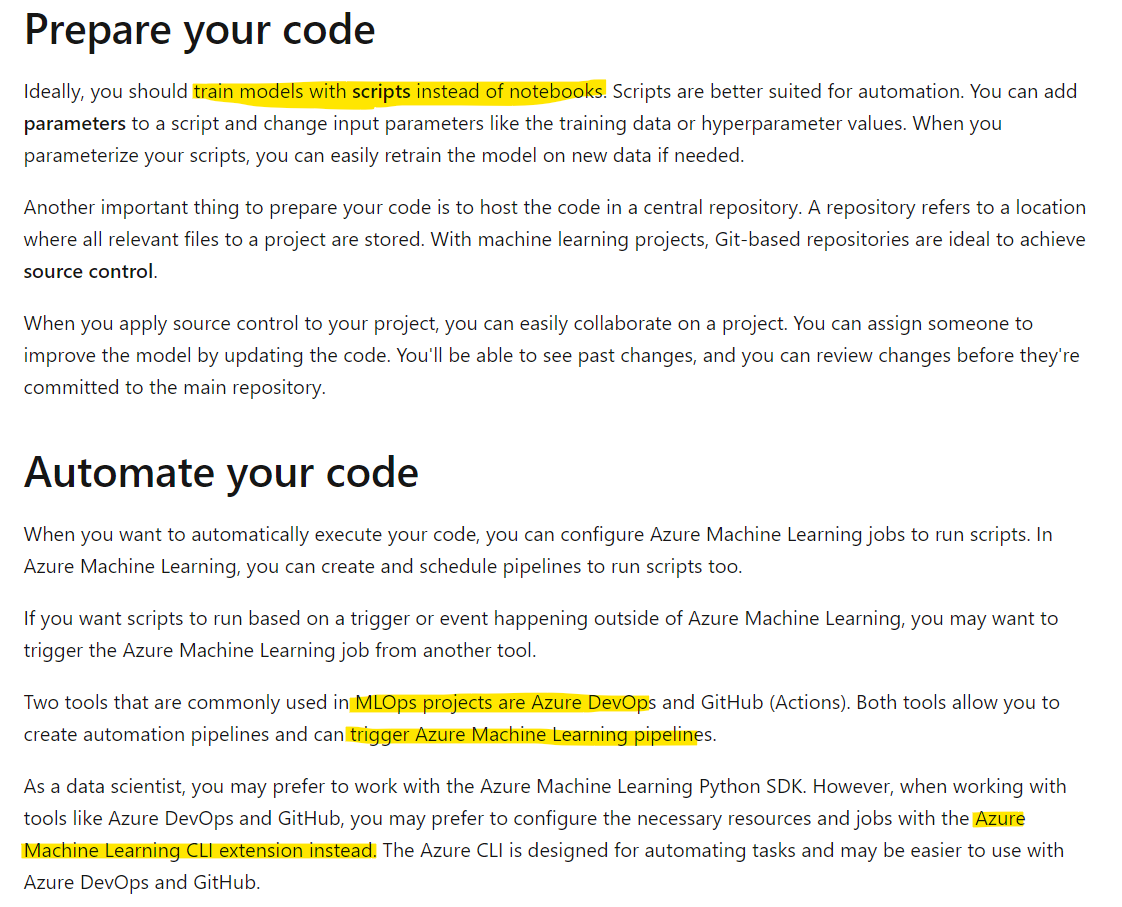 Prepare your code
Ideally, you should train models with scripts instead of notebooks. Scripts are better suited for automation. You can add
parameters to a script and change input parameters like the training data or hyperparameter values. When you
parameterize your scripts, you can easily retrain the model on new data if needed.
Another important thing to prepare your code is to host the code in a central repository. A repository refers to a location
where all relevant files to a project are stored. With machine learning projects, Git-based repositories are ideal to achieve
source control.
When you apply source control to your project, you can easily collaborate on a project. You can assign someone to
improve the model by updating the code. You'll be able to see past changes, and you can review changes before they're
committed to the main repository.
Automate your code
When you want to automatically execute your code, you can configure Azure Machine Learning jobs to run scripts. In
Azure Machine Learning, you can create and schedule pipelines to run scripts too.
If you want scripts to run based on a trigger or event happening outside of Azure Machine Learning, you may want to
trigger the Azure Machine Learning job from another tool.
Two tools that are commonly used in MLOps projects are Azure DevOps and GitHub (Actions). Both tools allow you to
create automation pipelines and can trigger Azure Machine Learning pipelines.
As a data scientist, you may prefer to work with the Azure Machine Learning Python SDK. However, when working with
tools like Azure DevOps and GitHub, you may prefer to configure the necessary resources and jobs with the Azure
Machine Learning CLI extension instead. The Azure CLI is designed for automating tasks and may be easier to use with
Azure DevOps and GitHub.